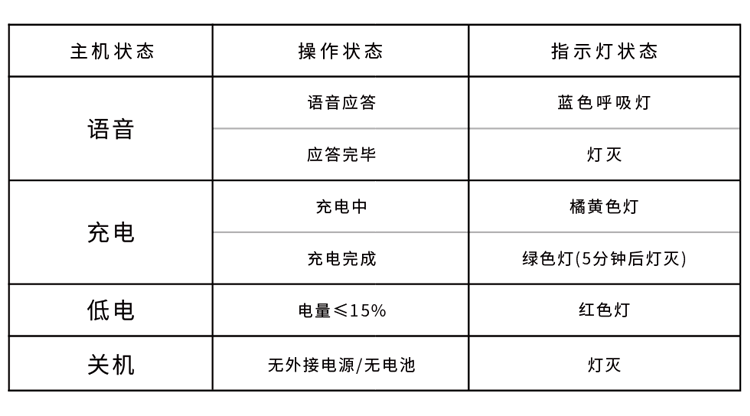 主机状态 操作状态 指示灯状态
语音 语音应答 蓝色呼吸灯
应答完毕 灯灭
充电 充电中 橘黄色灯
充电完成 绿色灯(5分钟后灯灭)
低电 电量≤15% 红色灯
关机 无外接电源/无电池 灯灭